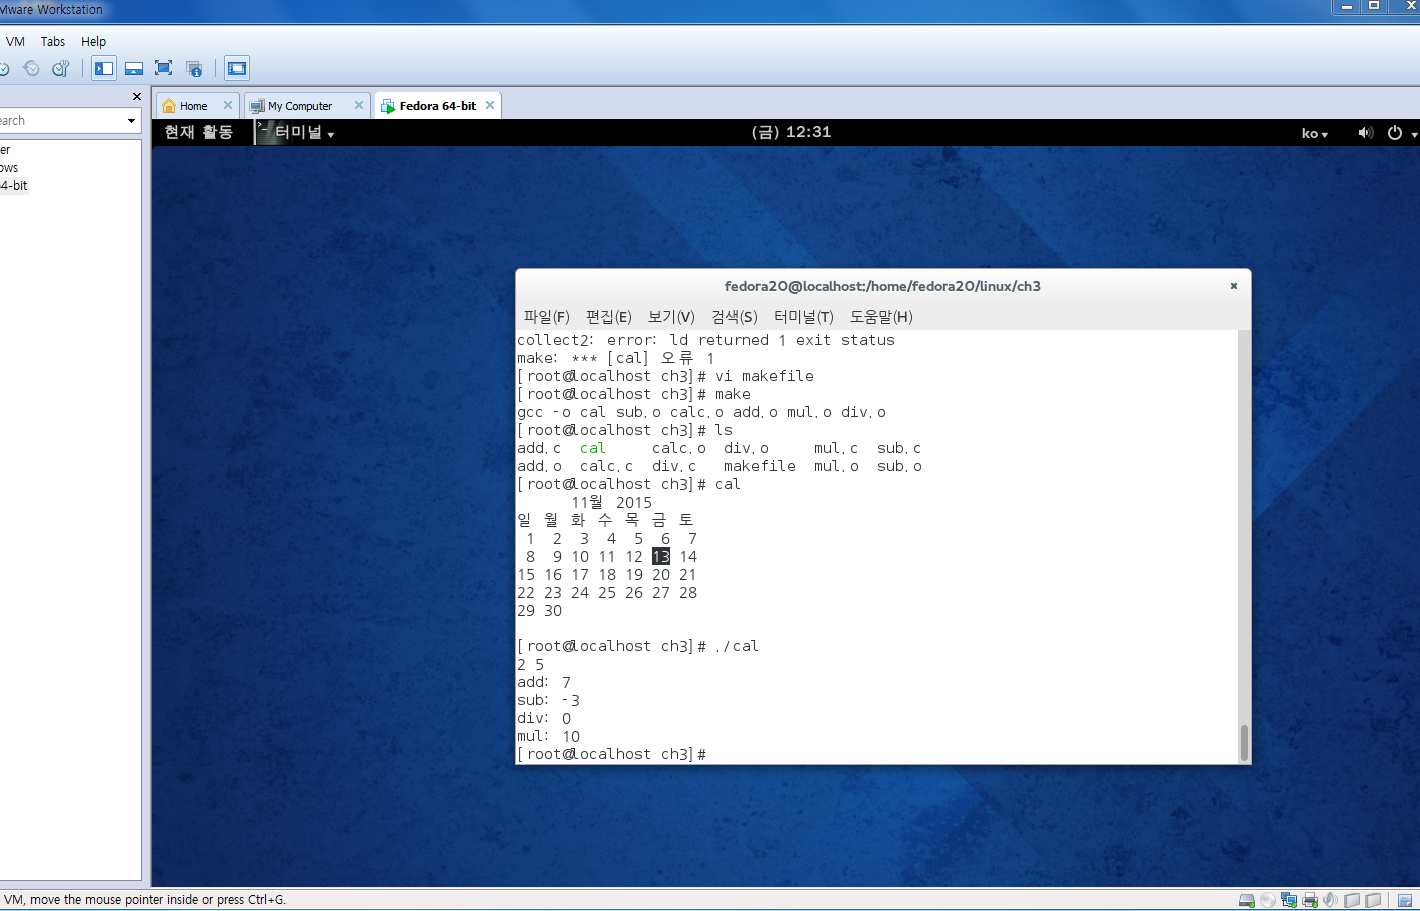 Mware Workstation
VM Tabs Help
Home My Computer Fedora 64-bit
earch
er
ows
4-bit
현재 활동 터미널 (금) 12:31 ko
fedora20@localhost:/home/fedora20/linux/ch3
파일(F) 편집(E) 보기(V) 검색(S) 터미널(T) 도움말(H)
collect2: error: ld returned 1 exit status
make: *** [cal] 오류 1
[root@localhost ch3]# vi makefile
[root@localhost ch3]# make
gcc -o cal sub.o calc.o add.o mul.o div.o
[root@localhost ch3]# ls
add.c cal calc.o div.o mul.c sub.c
add.o calc.c div.c makefile mul.o sub.o
[root@localhost ch3]# cal
11월 2015
일 월 화 수 목 금 토
1 2 3 4 5 6 7
8 9 10 11 12 13 14
15 16 17 18 19 20 21
22 23 24 25 26 27 28
29 30
[root@localhost ch3]# ./cal
2 5
add: 7
sub: -3
div: 0
mul: 10
[root@localhost ch3]#
VM, move the mouse pointer inside or press Ctrl+G.